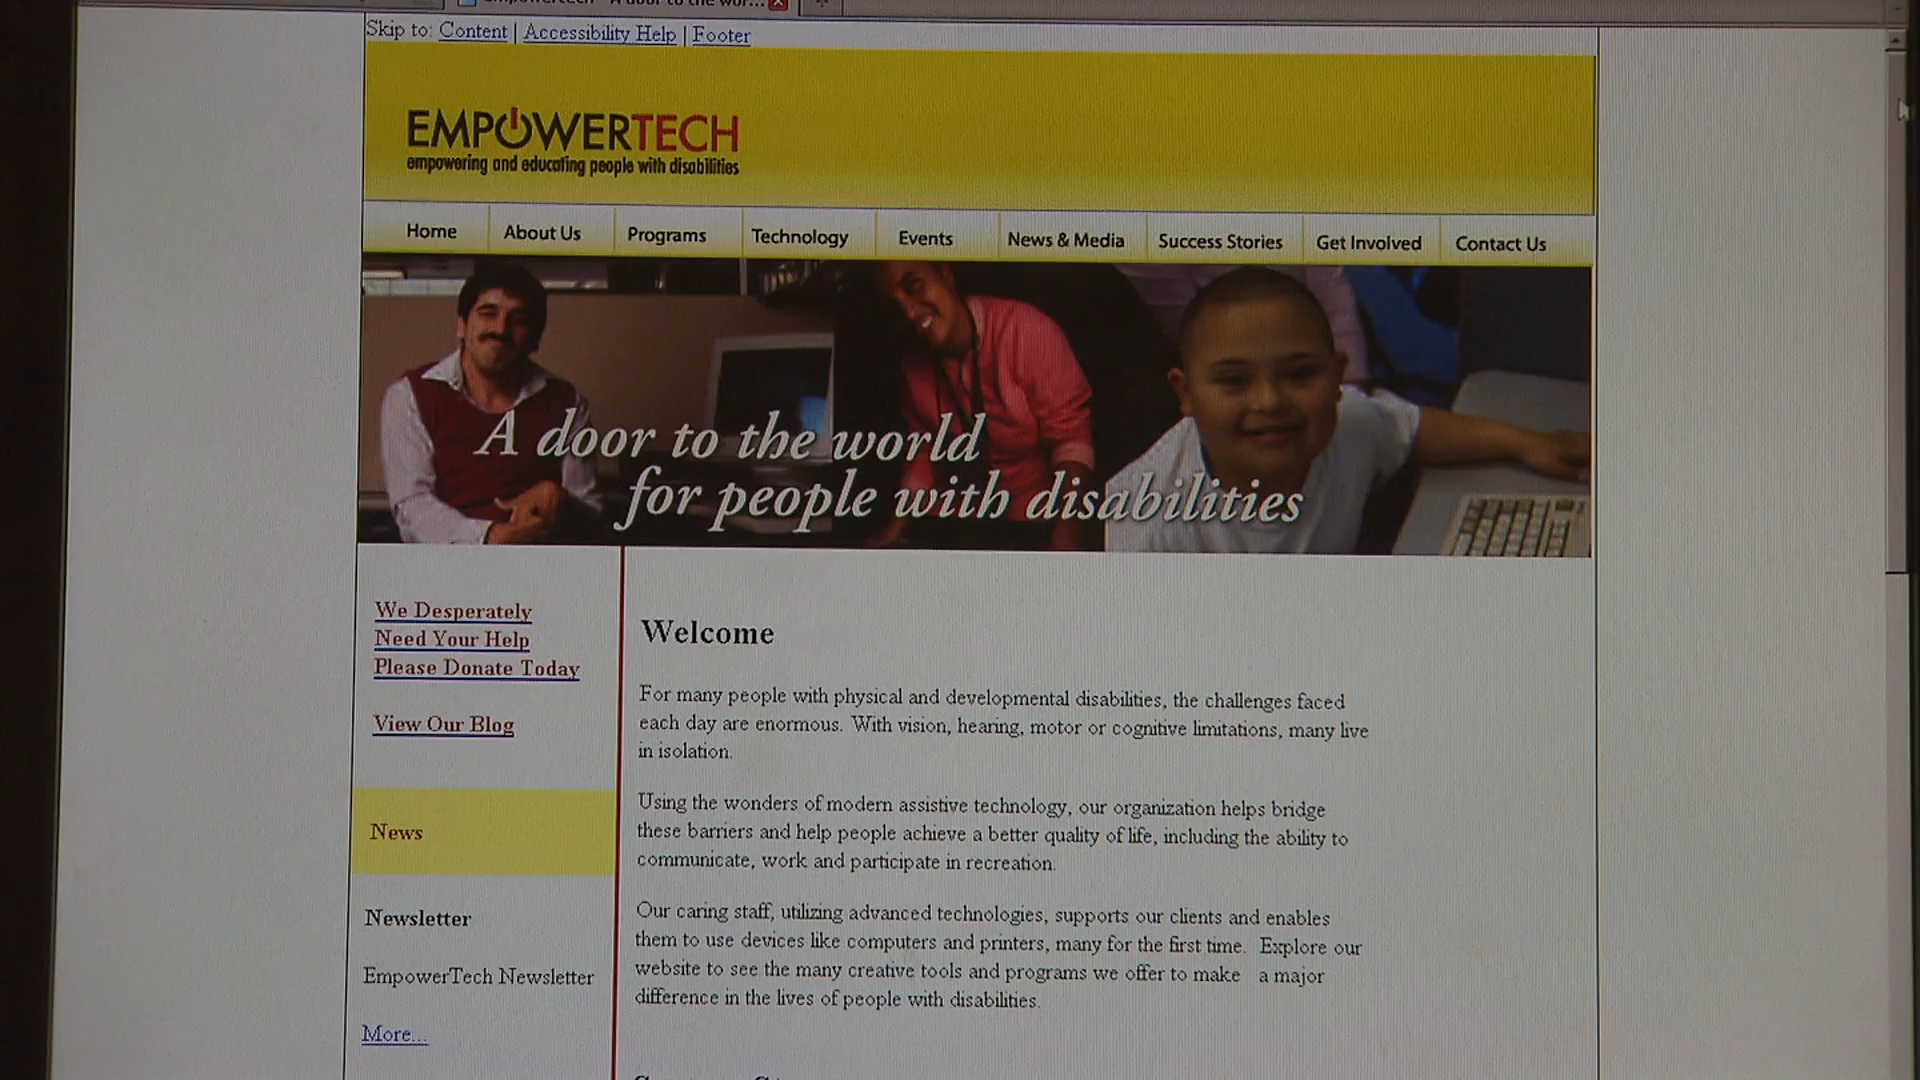 Skip to: Content | Accessibility Help | Footer
EMPOWERTECH
empowering and educating people with disabilities
Home About Us Programs Technology Events News & Media Success Stories Get Involved Contact Us
A door to the world
for people with disabilities
We Desperately
Need Your Help
Please Donate Today
View Our Blog
News
Newsletter
EmpowerTech Newsletter
More...
Welcome
For many people with physical and developmental disabilities, the challenges faced
each day are enormous. With vision, hearing, motor or cognitive limitations, many live
in isolation.
Using the wonders of modern assistive technology, our organization helps bridge
these barriers and help people achieve a better quality of life, including the ability to
communicate, work and participate in recreation.
Our caring staff, utilizing advanced technologies, supports our clients and enables
them to use devices like computers and printers, many for the first time. Explore our
website to see the many creative tools and programs we offer to make a major
difference in the lives of people with disabilities.